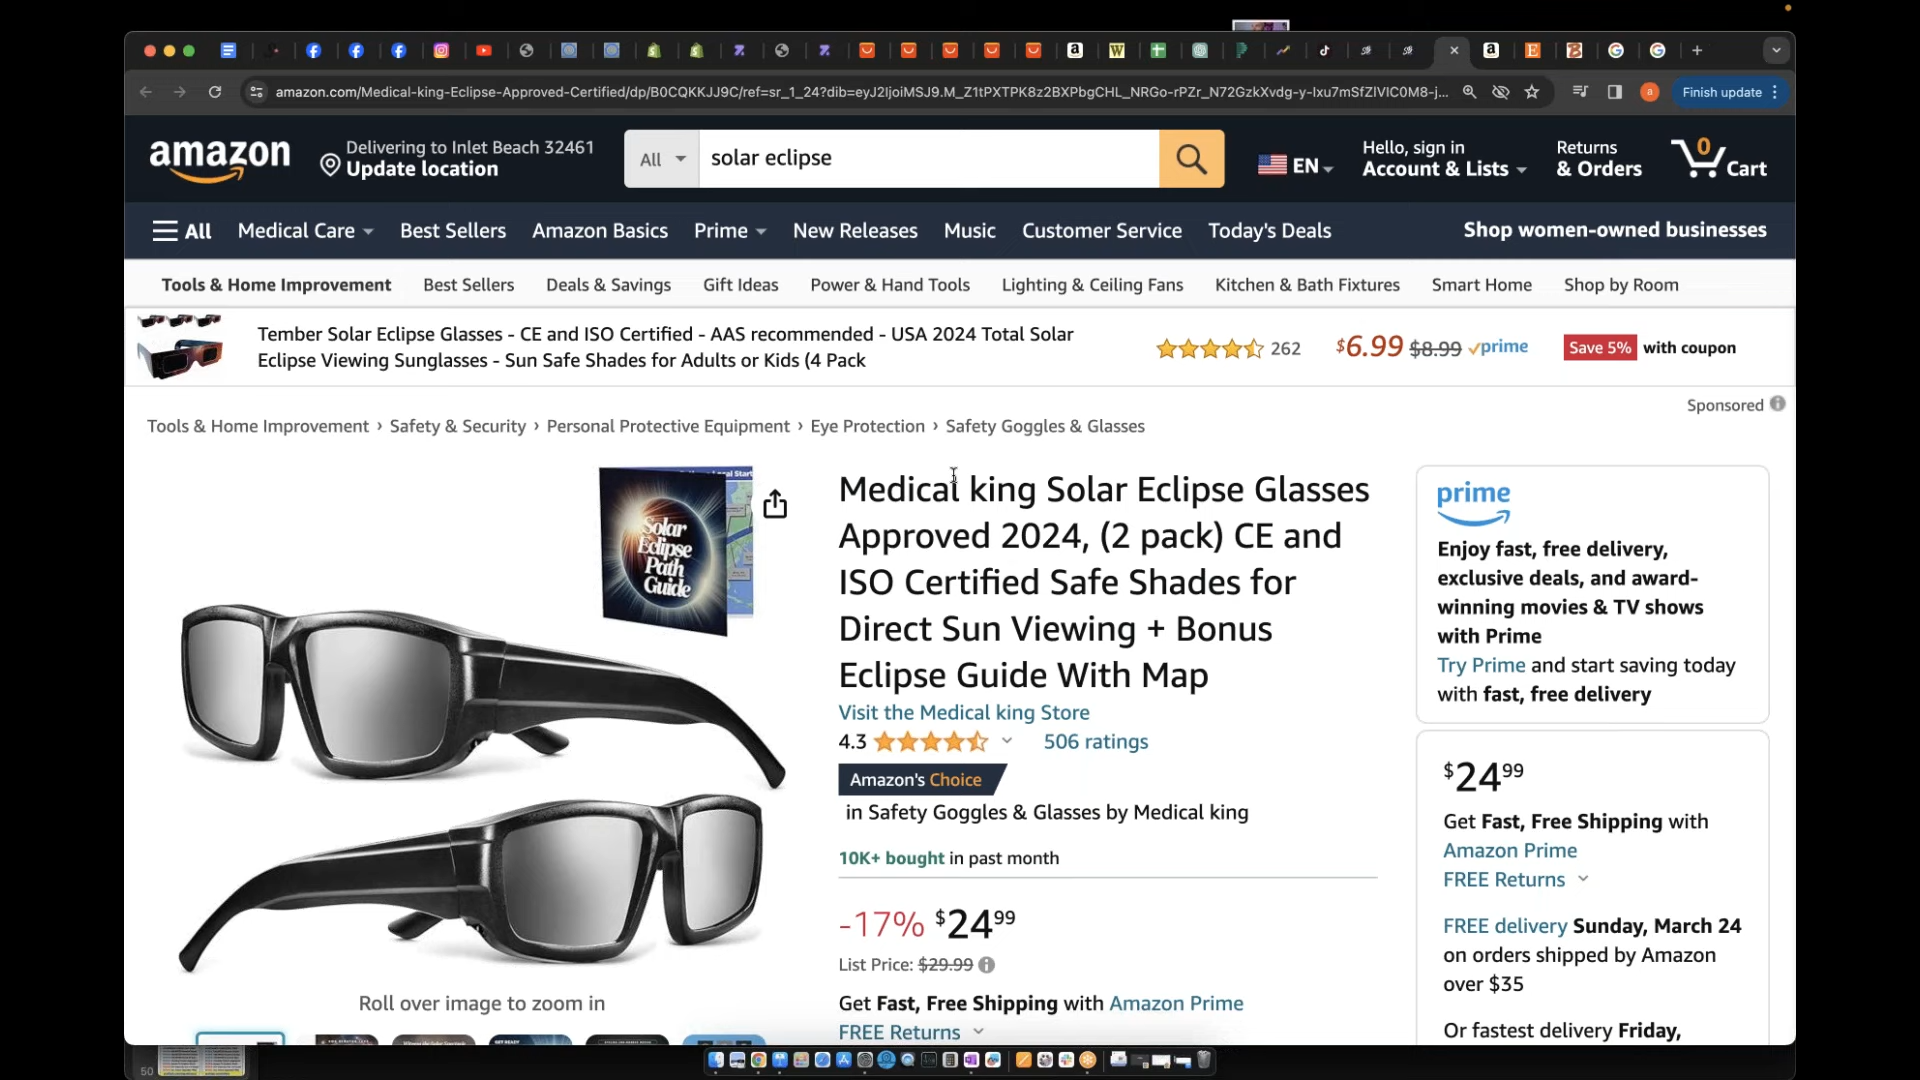 amazon.com/Medical-king-Eclipse-Approved-Certified/dp/B0CQKKJJ9C/ref=sr_1_24?dib=eyJ2IjoiMSJ9.M_Z1tPXTPK8z2BXPbgCHL_NRGo-rPZr_N72GzkXvdg-y-Ixu7mSfZlVIC0M8-j...
a
Finish update
amazon
Delivering to Inlet Beach 32461
Update location
All
solar eclipse
EN
Hello, sign in
Account & Lists
Returns
& Orders
0
Cart
All
Medical Care
Best Sellers
Amazon Basics
Prime
New Releases
Music
Customer Service
Today's Deals
Shop women-owned businesses
Tools & Home Improvement
Best Sellers
Deals & Savings
Gift Ideas
Power & Hand Tools
Lighting & Ceiling Fans
Kitchen & Bath Fixtures
Smart Home
Shop by Room
Tember Solar Eclipse Glasses - CE and ISO Certified - AAS recommended - USA 2024 Total Solar
Eclipse Viewing Sunglasses - Sun Safe Shades for Adults or Kids (4 Pack
262
$6.99 $8.99 prime
Save 5% with coupon
Sponsored
Tools & Home Improvement › Safety & Security › Personal Protective Equipment › Eye Protection › Safety Goggles & Glasses
Solar
Eclipse
Path
Guide
Local Start
Roll over image to zoom in
Medical king Solar Eclipse Glasses
Approved 2024, (2 pack) CE and
ISO Certified Safe Shades for
Direct Sun Viewing + Bonus
Eclipse Guide With Map
Visit the Medical king Store
4.3
506 ratings
Amazon's Choice
in Safety Goggles & Glasses by Medical king
10K+ bought in past month
-17% $24.99
List Price: $29.99
Get Fast, Free Shipping with Amazon Prime
FREE Returns
prime
Enjoy fast, free delivery,
exclusive deals, and award-
winning movies & TV shows
with Prime
Try Prime and start saving today
with fast, free delivery
$24.99
Get Fast, Free Shipping with
Amazon Prime
FREE Returns
FREE delivery Sunday, March 24
on orders shipped by Amazon
over $35
Or fastest delivery Friday,
50